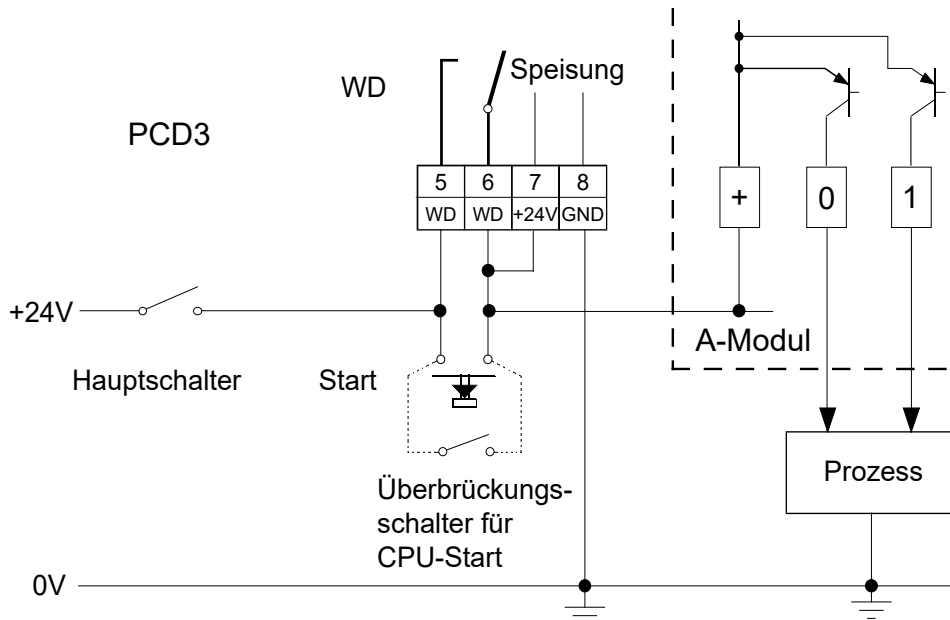 WD
Speisung
PCD3
5 6 7 8
WD WD +24V GND
+ 0 1
+24V
A-Modul
Hauptschalter
Start
Überbrückungs-
schalter für
CPU-Start
Prozess
0V